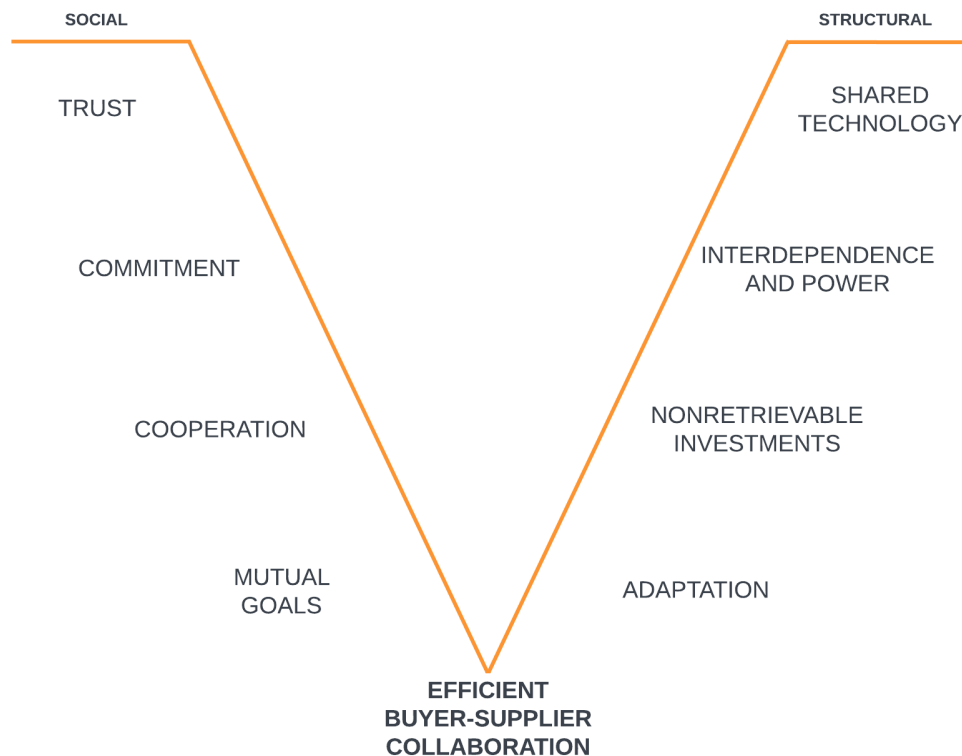 SOCIAL
STRUCTURAL
TRUST
SHARED
TECHNOLOGY
COMMITMENT
INTERDEPENDENCE
AND POWER
COOPERATION
NONRETRIEVABLE
INVESTMENTS
MUTUAL
GOALS
ADAPTATION
EFFICIENT
BUYER-SUPPLIER
COLLABORATION